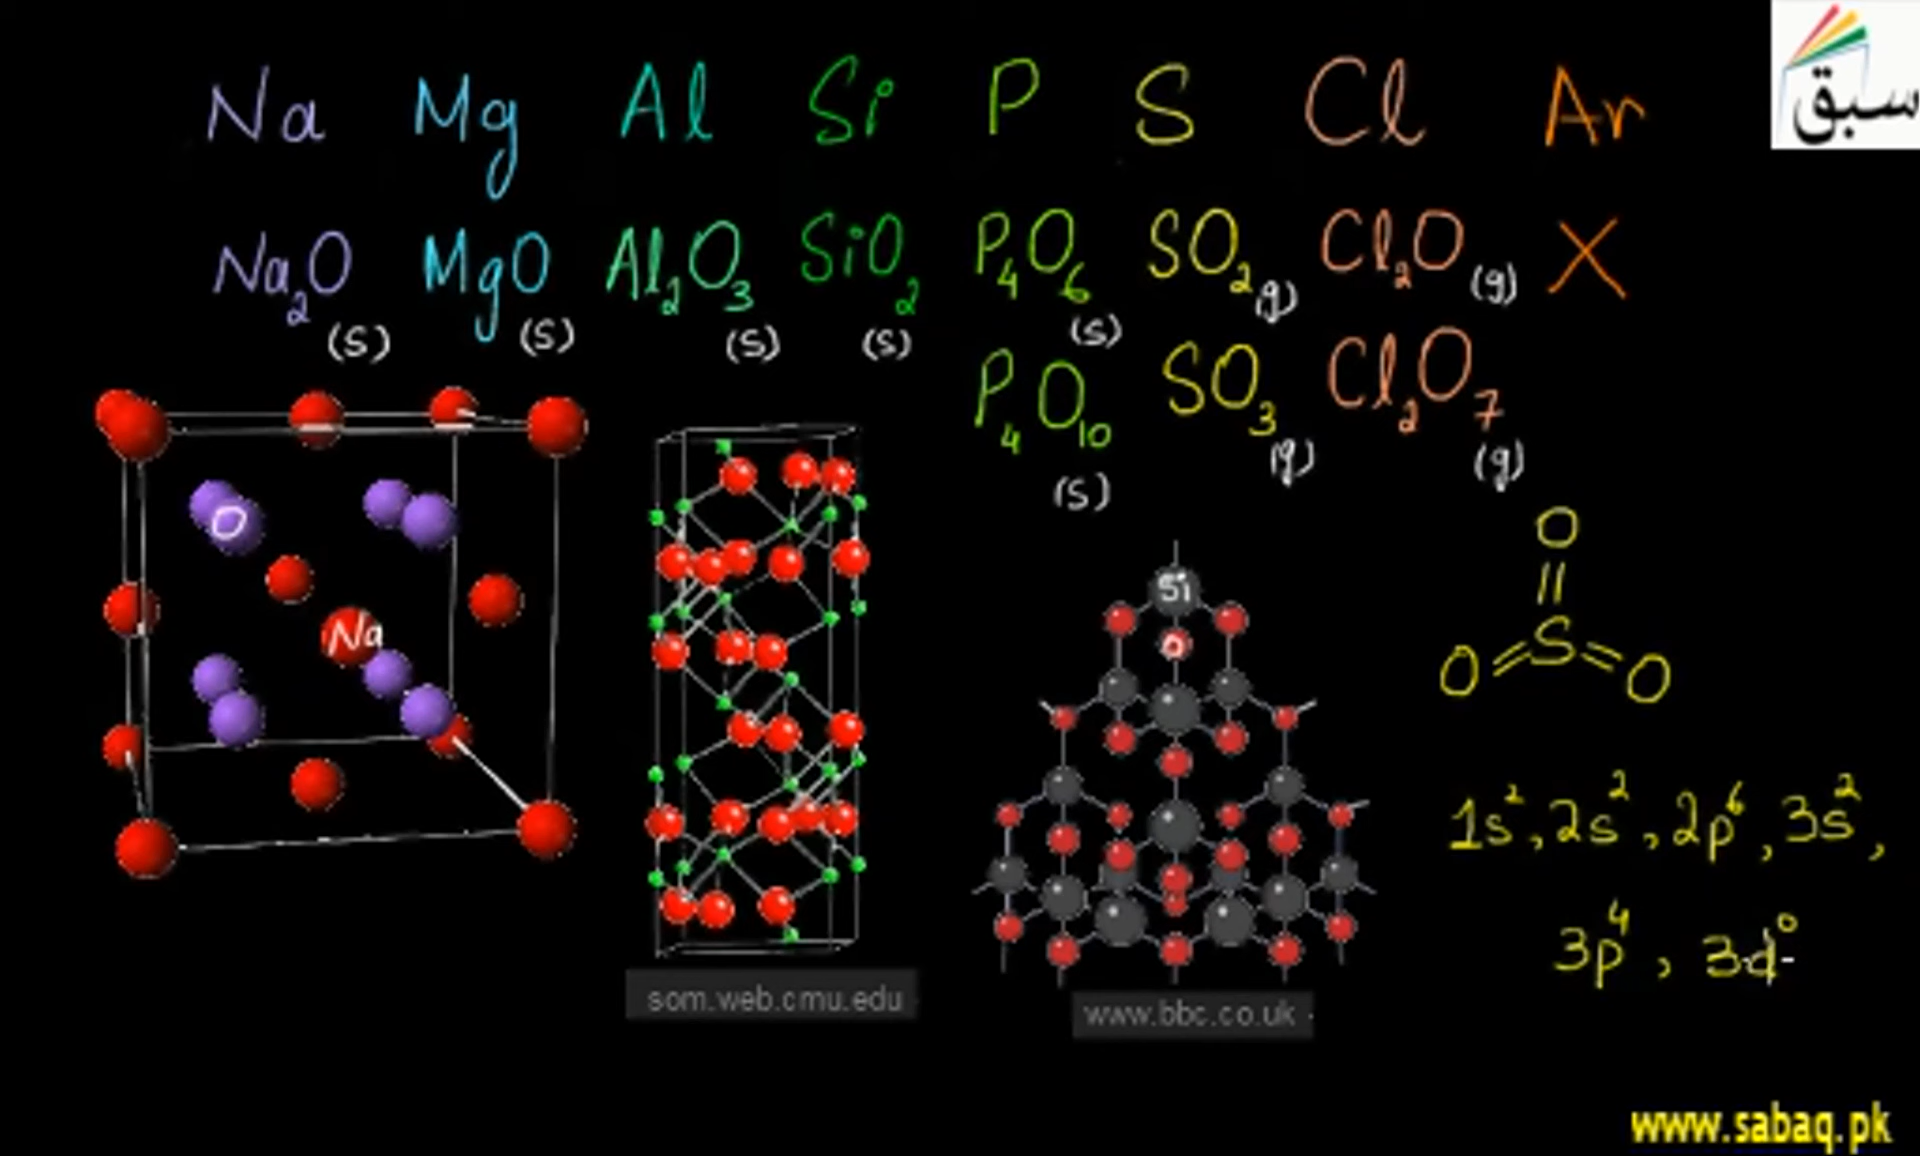 سبق
Na Mg Al Si P S Cl Ar
Na₂O (s) MgO (s) Al₂O₃ (s) SiO₂ (s) P₄O₆ (s) SO₂ (g) Cl₂O (g) X
P₄O₁₀ (s) SO₃ (g) Cl₂O₇ (g)
O
Na
Si
O
O
O=S=O
1s², 2s², 2p⁶, 3s²,
3p⁴, 3d⁰
som.web.cmu.edu
www.bbc.co.uk
www.sabaq.pk